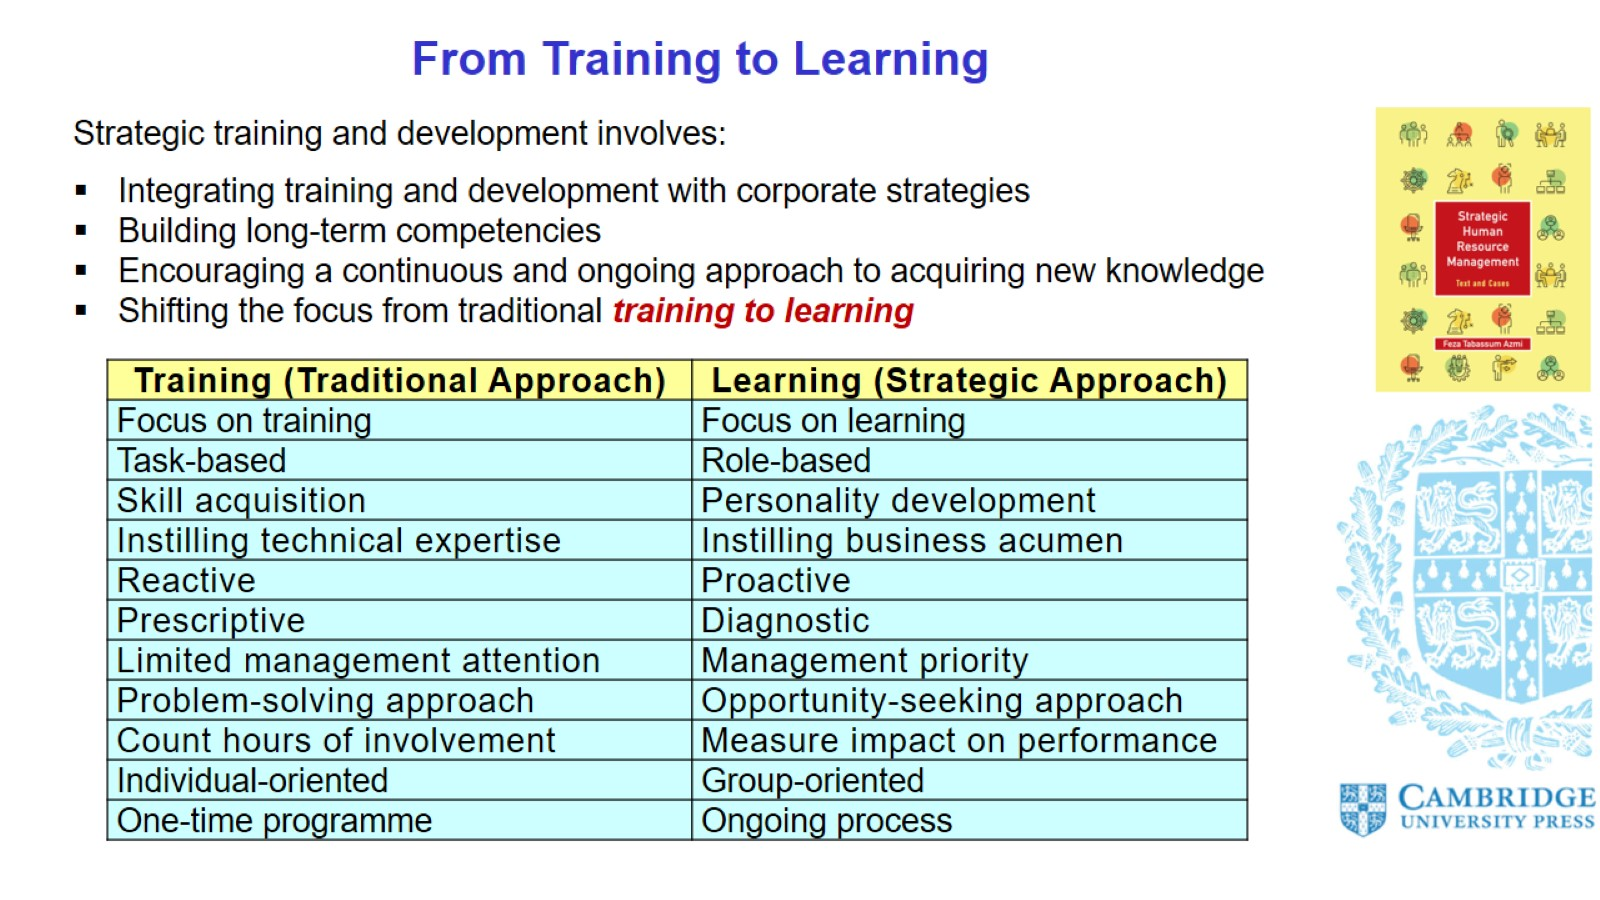 From Training to Learning
Strategic training and development involves:
▪ Integrating training and development with corporate strategies
▪ Building long-term competencies
▪ Encouraging a continuous and ongoing approach to acquiring new knowledge
▪ Shifting the focus from traditional training to learning
Training (Traditional Approach) Learning (Strategic Approach)
Focus on training Focus on learning
Task-based Role-based
Skill acquisition Personality development
Instilling technical expertise Instilling business acumen
Reactive Proactive
Prescriptive Diagnostic
Limited management attention Management priority
Problem-solving approach Opportunity-seeking approach
Count hours of involvement Measure impact on performance
Individual-oriented Group-oriented
One-time programme Ongoing process
Strategic
Human
Resource
Management
Text and Cases
Feza Tabassum Azmi
CAMBRIDGE
UNIVERSITY PRESS